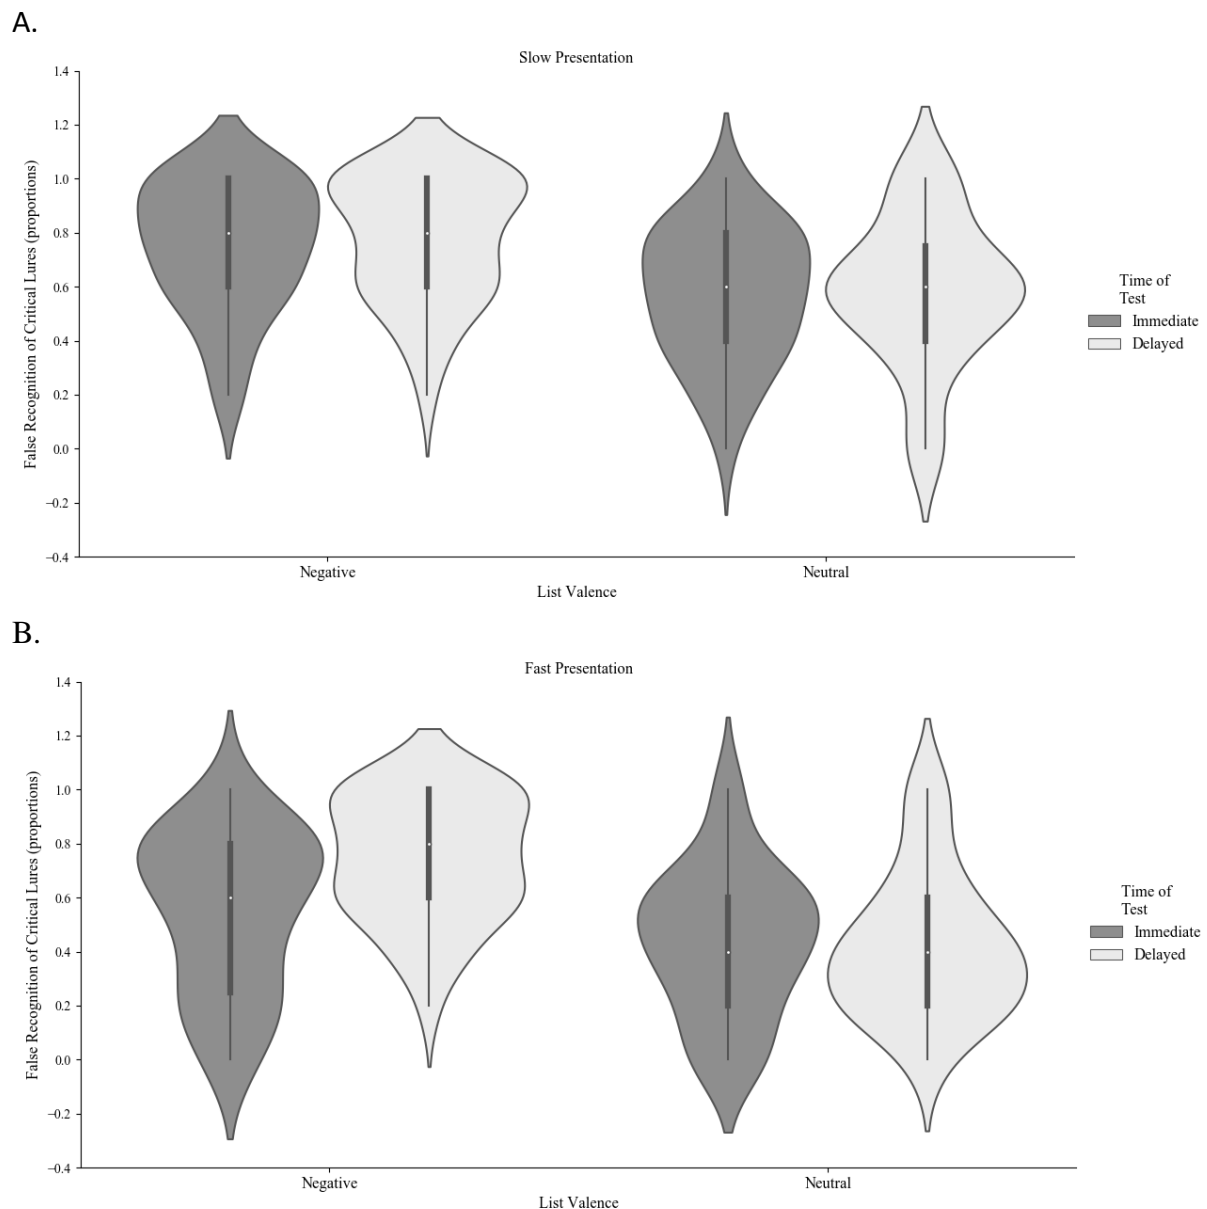 A.
Slow Presentation
False Recognition of Critical Lures (proportions)
1.4
1.2
1.0
0.8
0.6
0.4
0.2
0.0
−0.2
−0.4
Negative
Neutral
List Valence
Time of
Test
Immediate
Delayed
B.
Fast Presentation
False Recognition of Critical Lures (proportions)
1.4
1.2
1.0
0.8
0.6
0.4
0.2
0.0
−0.2
−0.4
Negative
Neutral
List Valence
Time of
Test
Immediate
Delayed